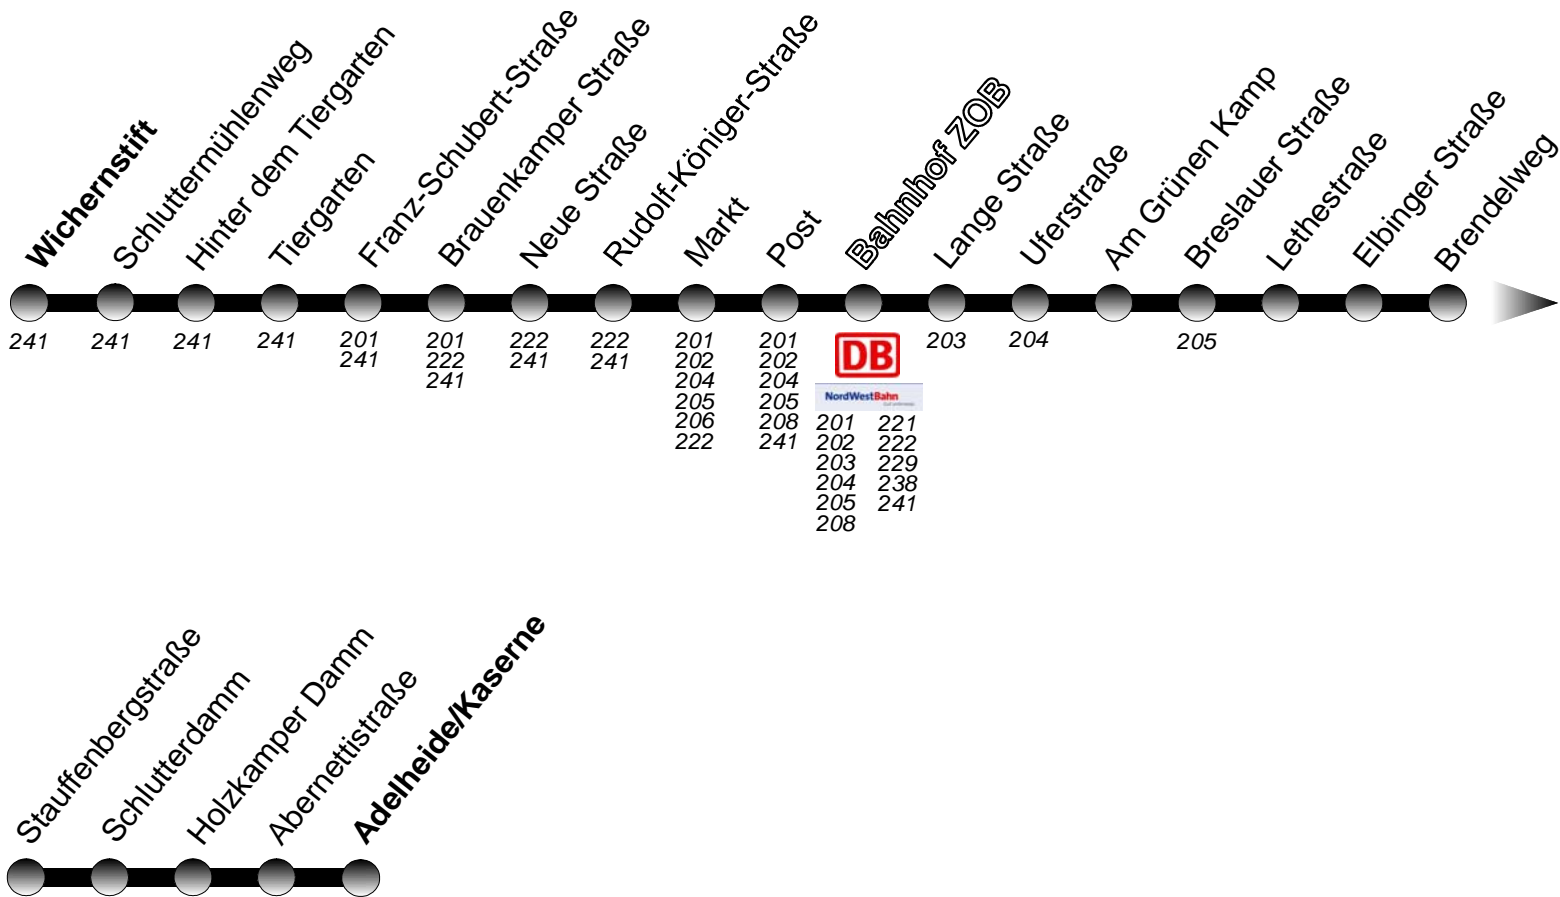 Wichernstift
Schluttermühlenweg
Hinter dem Tiergarten
Tiergarten
Franz-Schubert-Straße
Brauenkamper Straße
Neue Straße
Rudolf-Königer-Straße
Markt
Post
Bahnhof ZOB
Lange Straße
Uferstraße
Am Grünen Kamp
Breslauer Straße
Lethestraße
Elbinger Straße
Brendelweg
241
241
241
241
201
241
201
222
241
222
241
222
241
201
202
204
205
206
222
201
202
204
205
208
241
DB
NordWestBahn
201 221
202 222
203 229
204 238
205 241
208
203
204
205
Stauffenbergstraße
Schlutterdamm
Holzkamper Damm
Abernettistraße
Adelheide/Kaserne